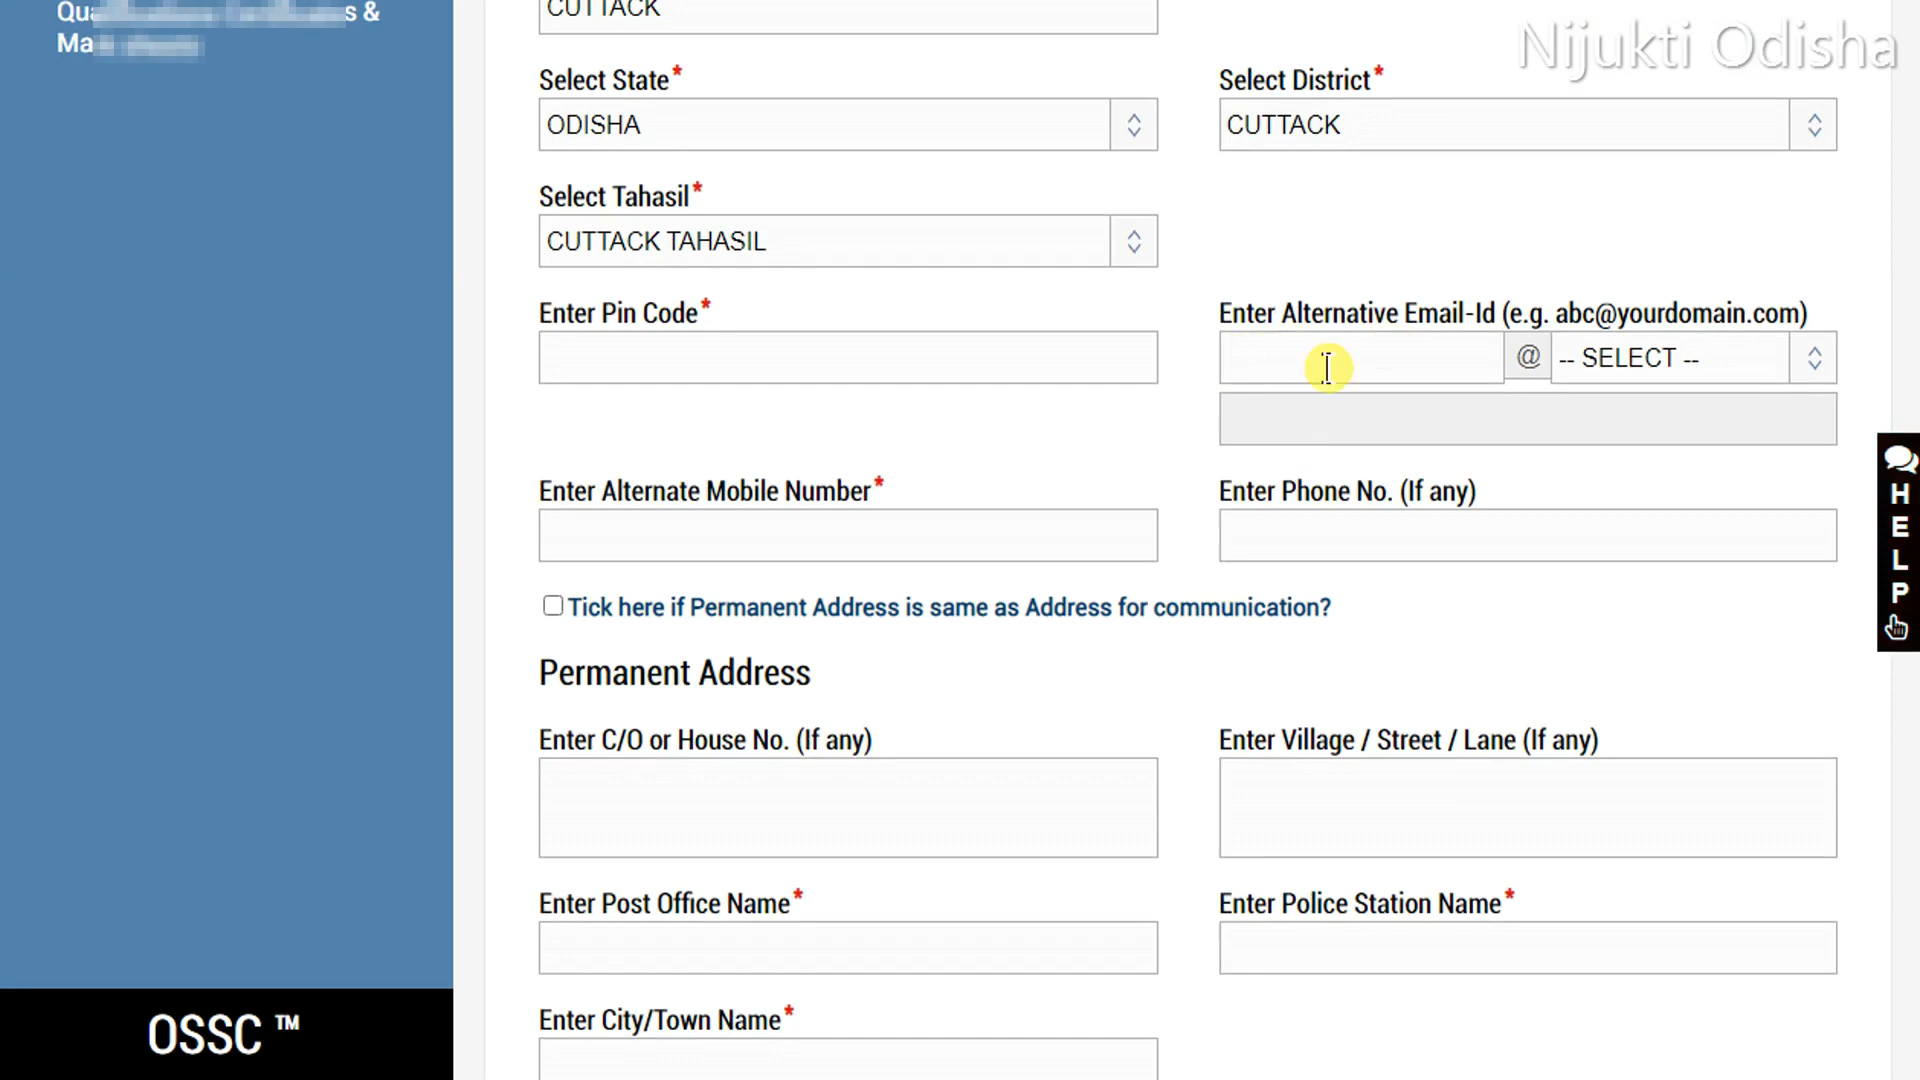 s &
CUTTACK
Nijukti Odisha
Select State*
Select District*
ODISHA
CUTTACK
Select Tahasil*
CUTTACK TAHASIL
Enter Pin Code*
Enter Alternative Email-Id (e.g. abc@yourdomain.com)
@
-- SELECT --
Enter Alternate Mobile Number*
Enter Phone No. (If any)
HELP
Tick here if Permanent Address is same as Address for communication?
Permanent Address
Enter C/O or House No. (If any)
Enter Village / Street / Lane (If any)
Enter Post Office Name*
Enter Police Station Name*
Enter City/Town Name*
OSSC ™